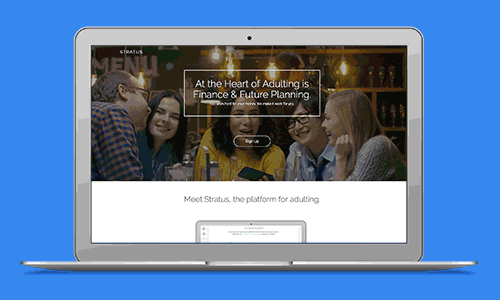 STRATUS
MENU
At the Heart of Adulting is
Finance & Future Planning.
You work hard for your money. We make it work for you.
Sign Up
Meet Stratus, the platform for adulting.